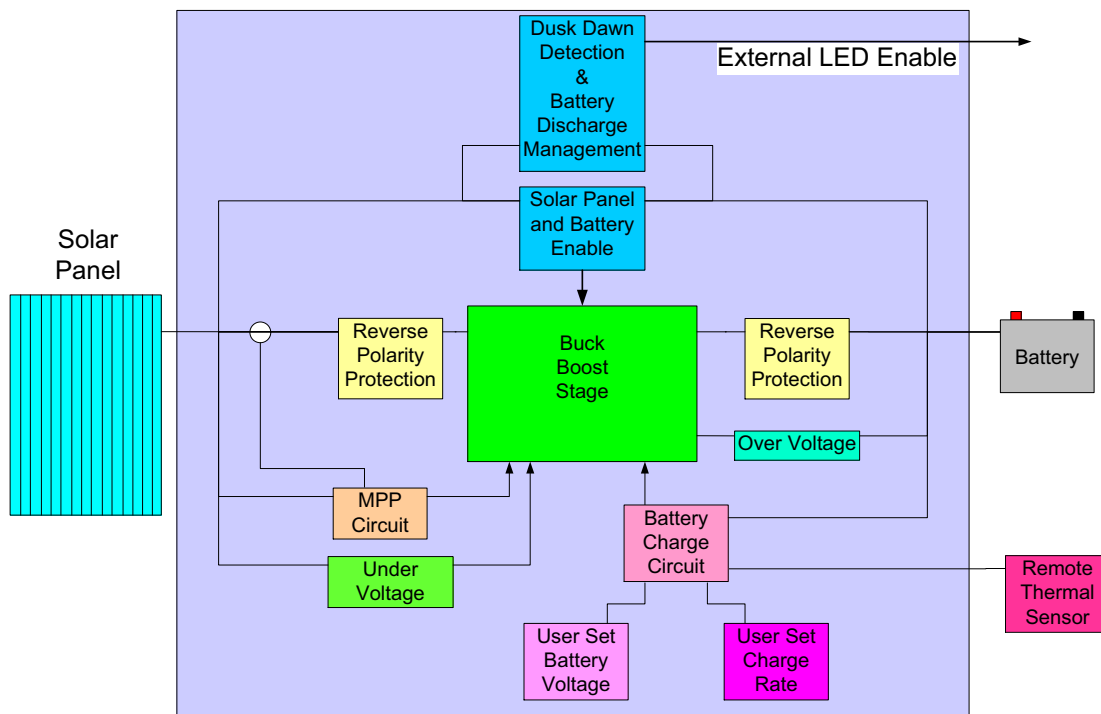 Dusk Dawn
Detection
&
Battery
Discharge
Management
External LED Enable
Solar Panel
and Battery
Enable
Solar
Panel
Reverse
Polarity
Protection
Buck
Boost
Stage
Reverse
Polarity
Protection
Battery
Over Voltage
MPP
Circuit
Battery
Charge
Circuit
Under
Voltage
Remote
Thermal
Sensor
User Set
Battery
Voltage
User Set
Charge
Rate